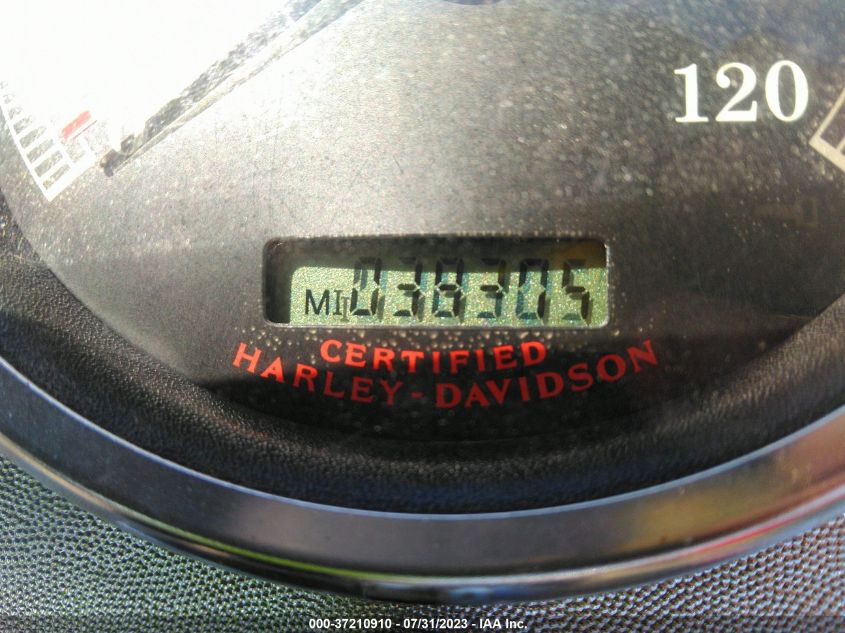 120
MI 038305
CERTIFIED
HARLEY-DAVIDSON
000-37210910 - 07/31/2023 - IAA Inc.